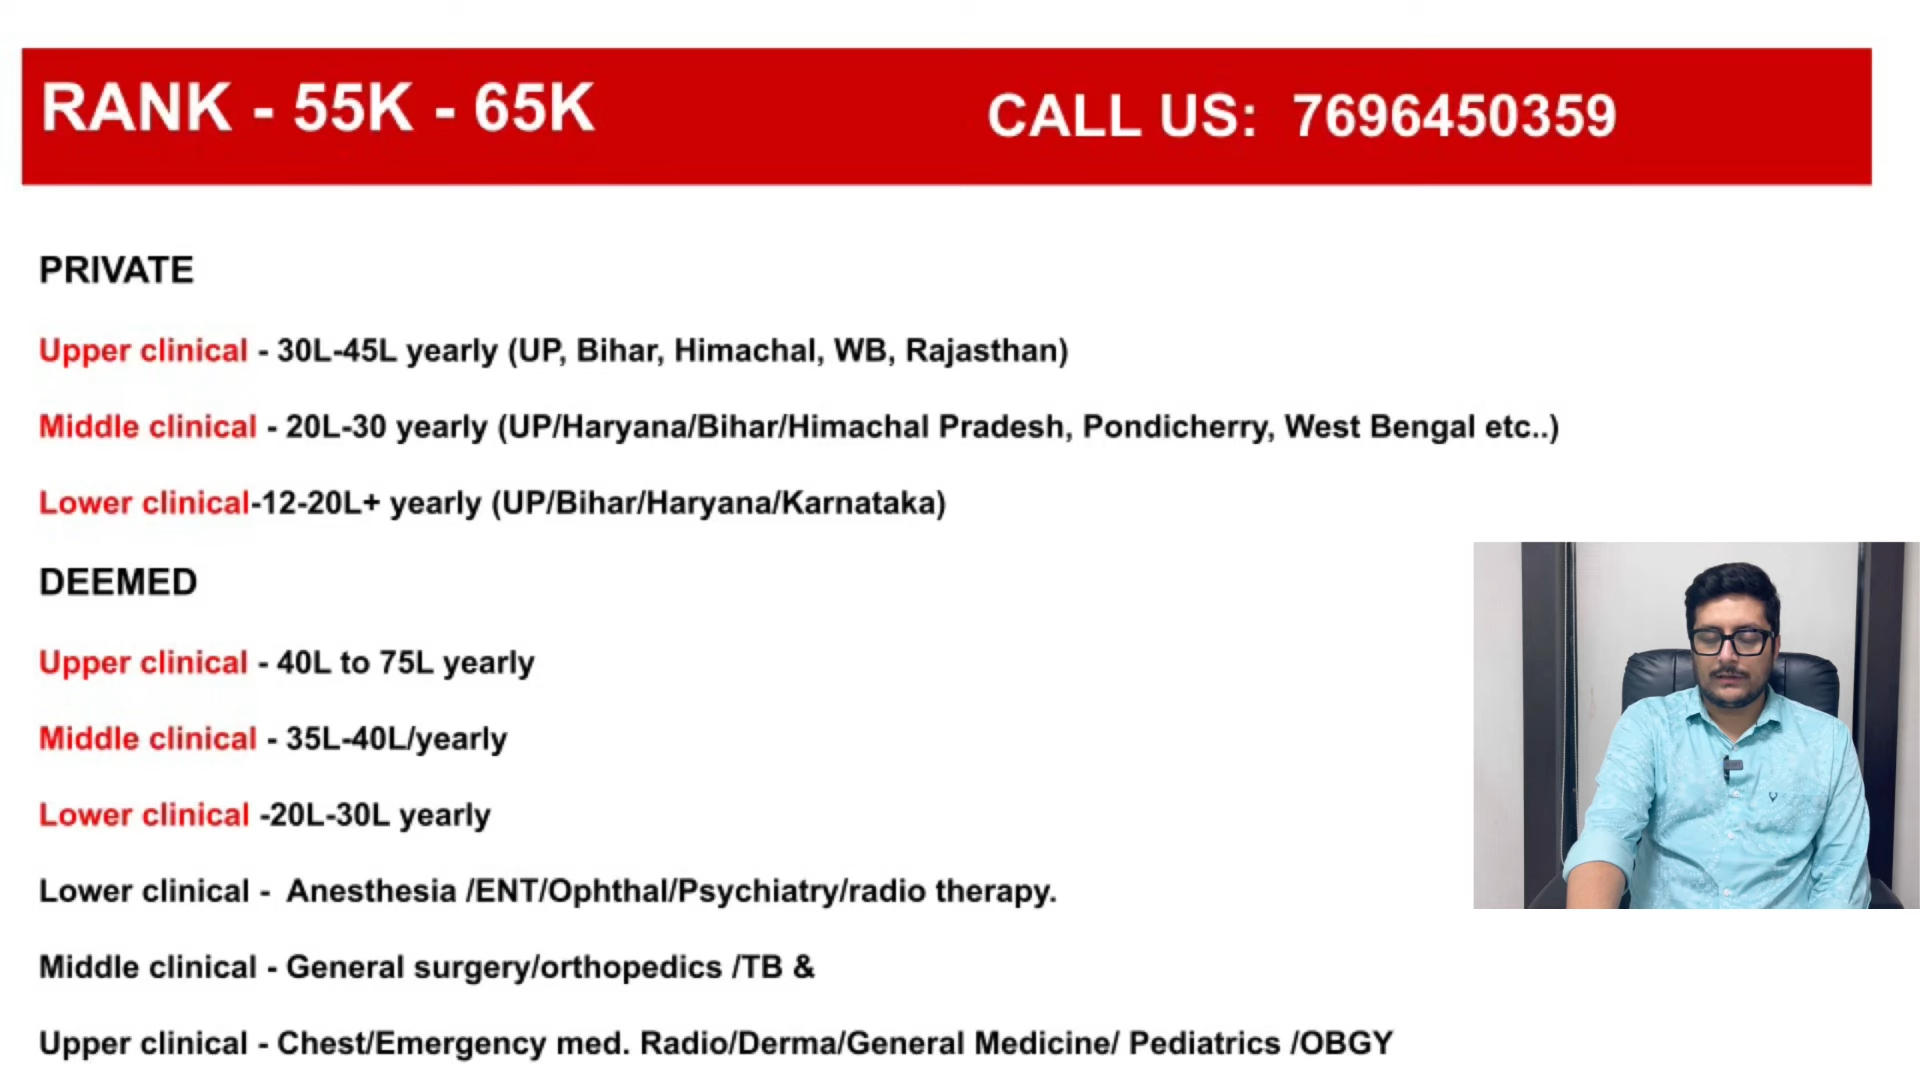 RANK - 55K - 65K
CALL US: 7696450359
PRIVATE
Upper clinical - 30L-45L yearly (UP, Bihar, Himachal, WB, Rajasthan)
Middle clinical - 20L-30 yearly (UP/Haryana/Bihar/Himachal Pradesh, Pondicherry, West Bengal etc..)
Lower clinical-12-20L+ yearly (UP/Bihar/Haryana/Karnataka)
DEEMED
Upper clinical - 40L to 75L yearly
Middle clinical - 35L-40L/yearly
Lower clinical -20L-30L yearly
Lower clinical - Anesthesia /ENT/Ophthal/Psychiatry/radio therapy.
Middle clinical - General surgery/orthopedics /TB &
Upper clinical - Chest/Emergency med. Radio/Derma/General Medicine/ Pediatrics /OBGY